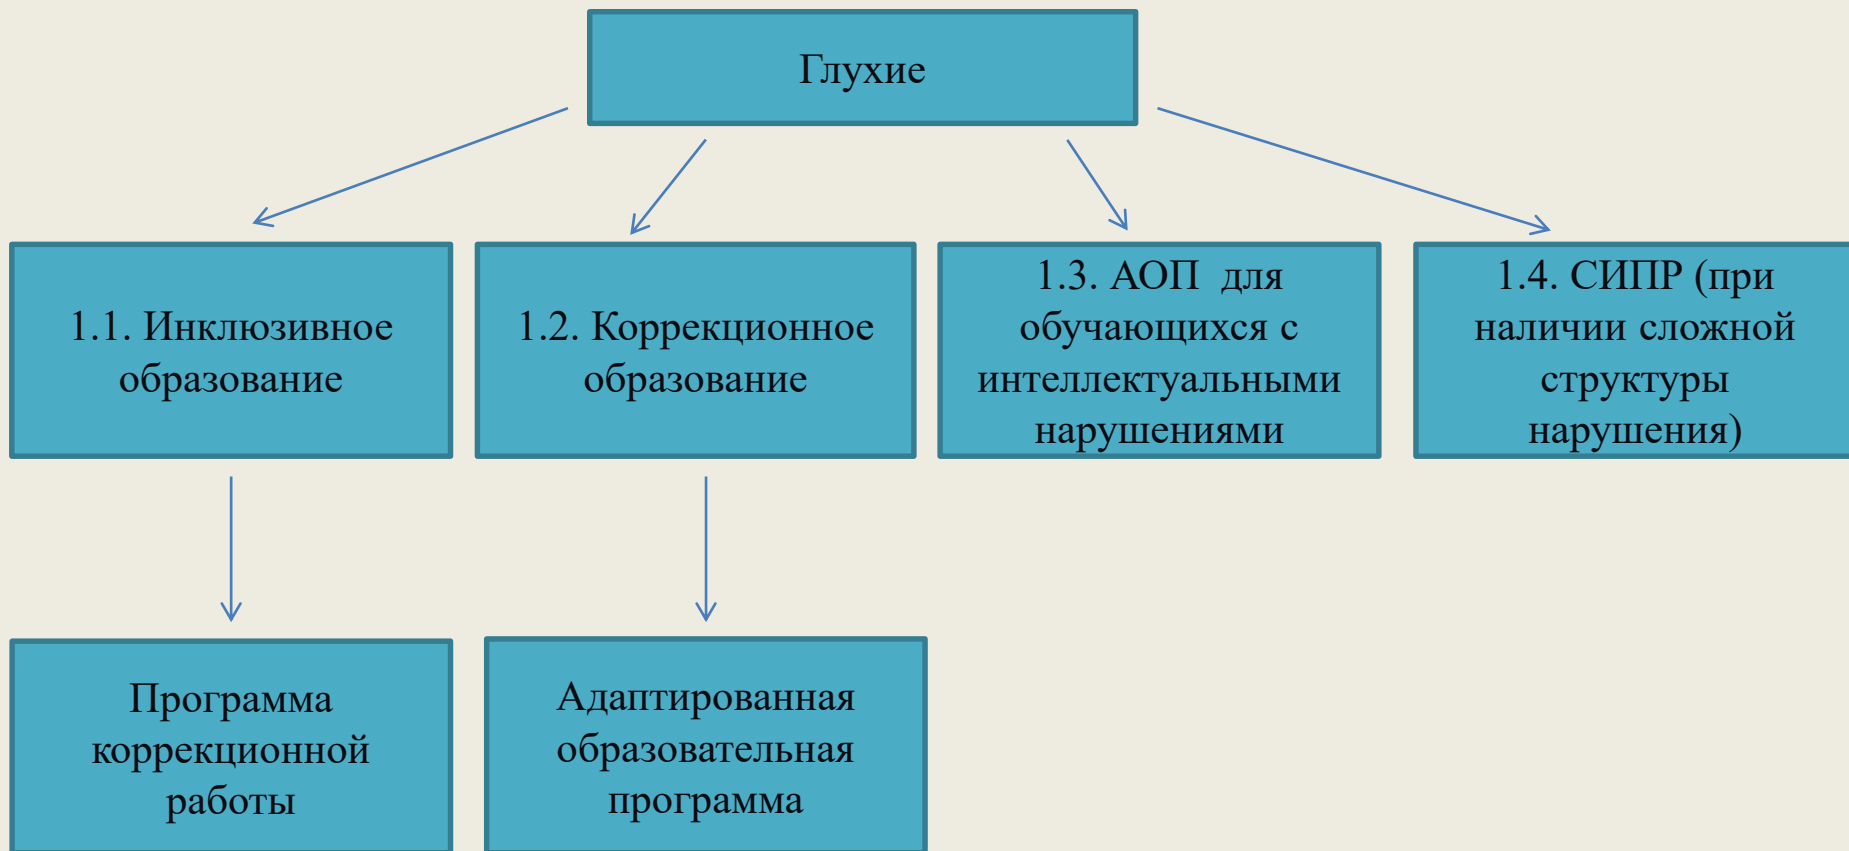 Глухие
1.1. Инклюзивное
образование
1.2. Коррекционное
образование
1.3. АОП для
обучающихся с
интеллектуальными
нарушениями
1.4. СИПР (при
наличии сложной
структуры
нарушения)
Программа
коррекционной
работы
Адаптированная
образовательная
программа